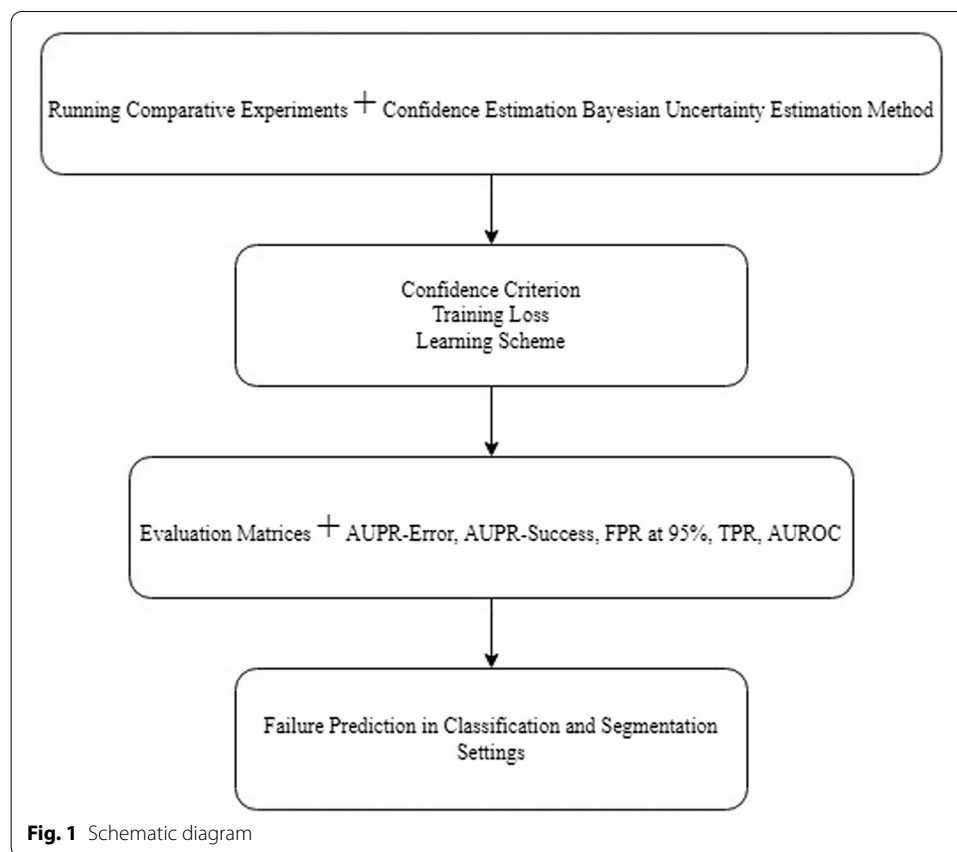 Running Comparative Experiments + Confidence Estimation Bayesian Uncertainty Estimation Method
Confidence Criterion
Training Loss
Learning Scheme
Evaluation Matrices + AUPR-Error, AUPR-Success, FPR at 95%, TPR, AUROC
Failure Prediction in Classification and Segmentation
Settings
Fig. 1 Schematic diagram